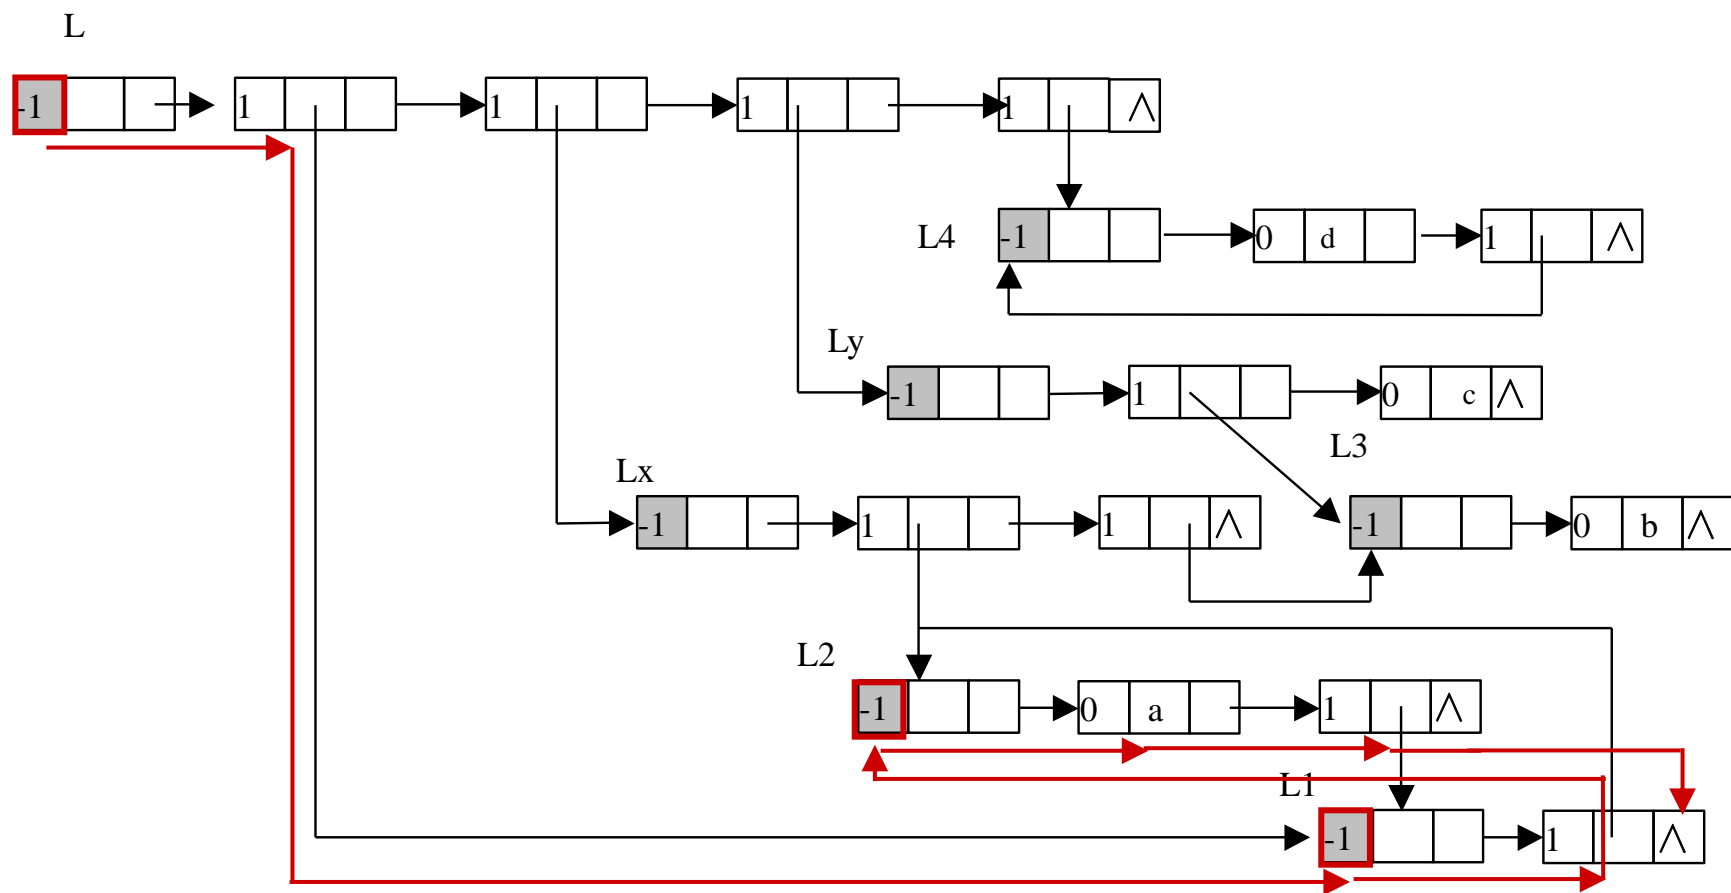 L
-1 1 1 1 1 ∧
L4 -1 0 d 1 ∧
Ly
-1 1 0 c ∧
L3
Lx
-1 1 1 ∧ -1 0 b ∧
L2
-1 0 a 1 ∧
L1
-1 1 ∧